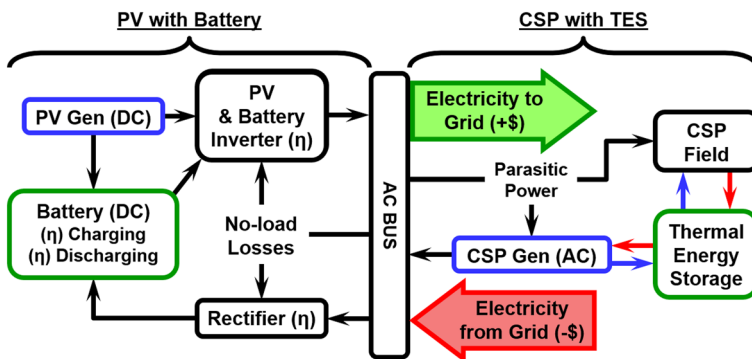 PV with Battery
CSP with TES
PV Gen (DC)
PV
& Battery
Inverter (η)
Battery (DC)
(η) Charging
(η) Discharging
No-load
Losses
Rectifier (η)
AC BUS
Electricity to
Grid (+$)
Parasitic
Power
CSP
Field
CSP Gen (AC)
Thermal
Energy
Storage
Electricity
from Grid (-$)